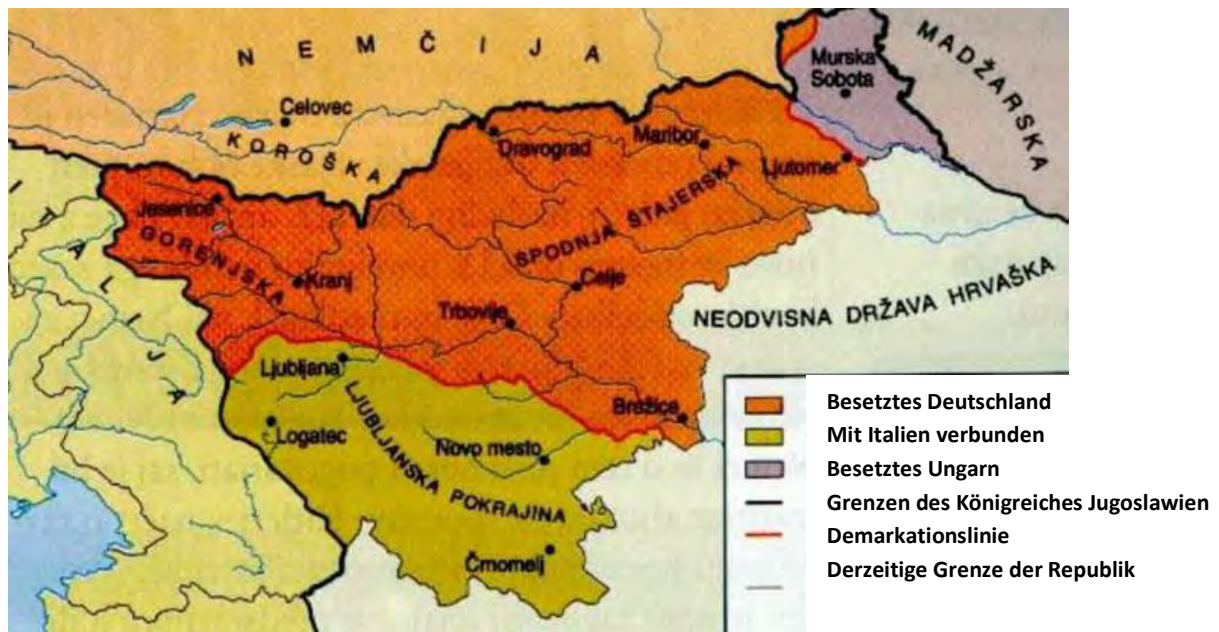 NEMČIJA
MADŽARSKA
Murska
Sobota
Celovec
KOROŠKA
Dravograd
Maribor
Ljutomer
ITALIJA
Jesenice
GORENJSKA
Kranj
SPODNJA ŠTAJERSKA
Celje
Trbovlje
NEODVISNA DRŽAVA HRVAŠKA
Ljubljana
LJUBLJANSKA POKRAJINA
Logatec
Novo mesto
Brežice
Črnomelj
Besetztes Deutschland
Mit Italien verbunden
Besetztes Ungarn
Grenzen des Königreiches Jugoslawien
Demarkationslinie
Derzeitige Grenze der Republik